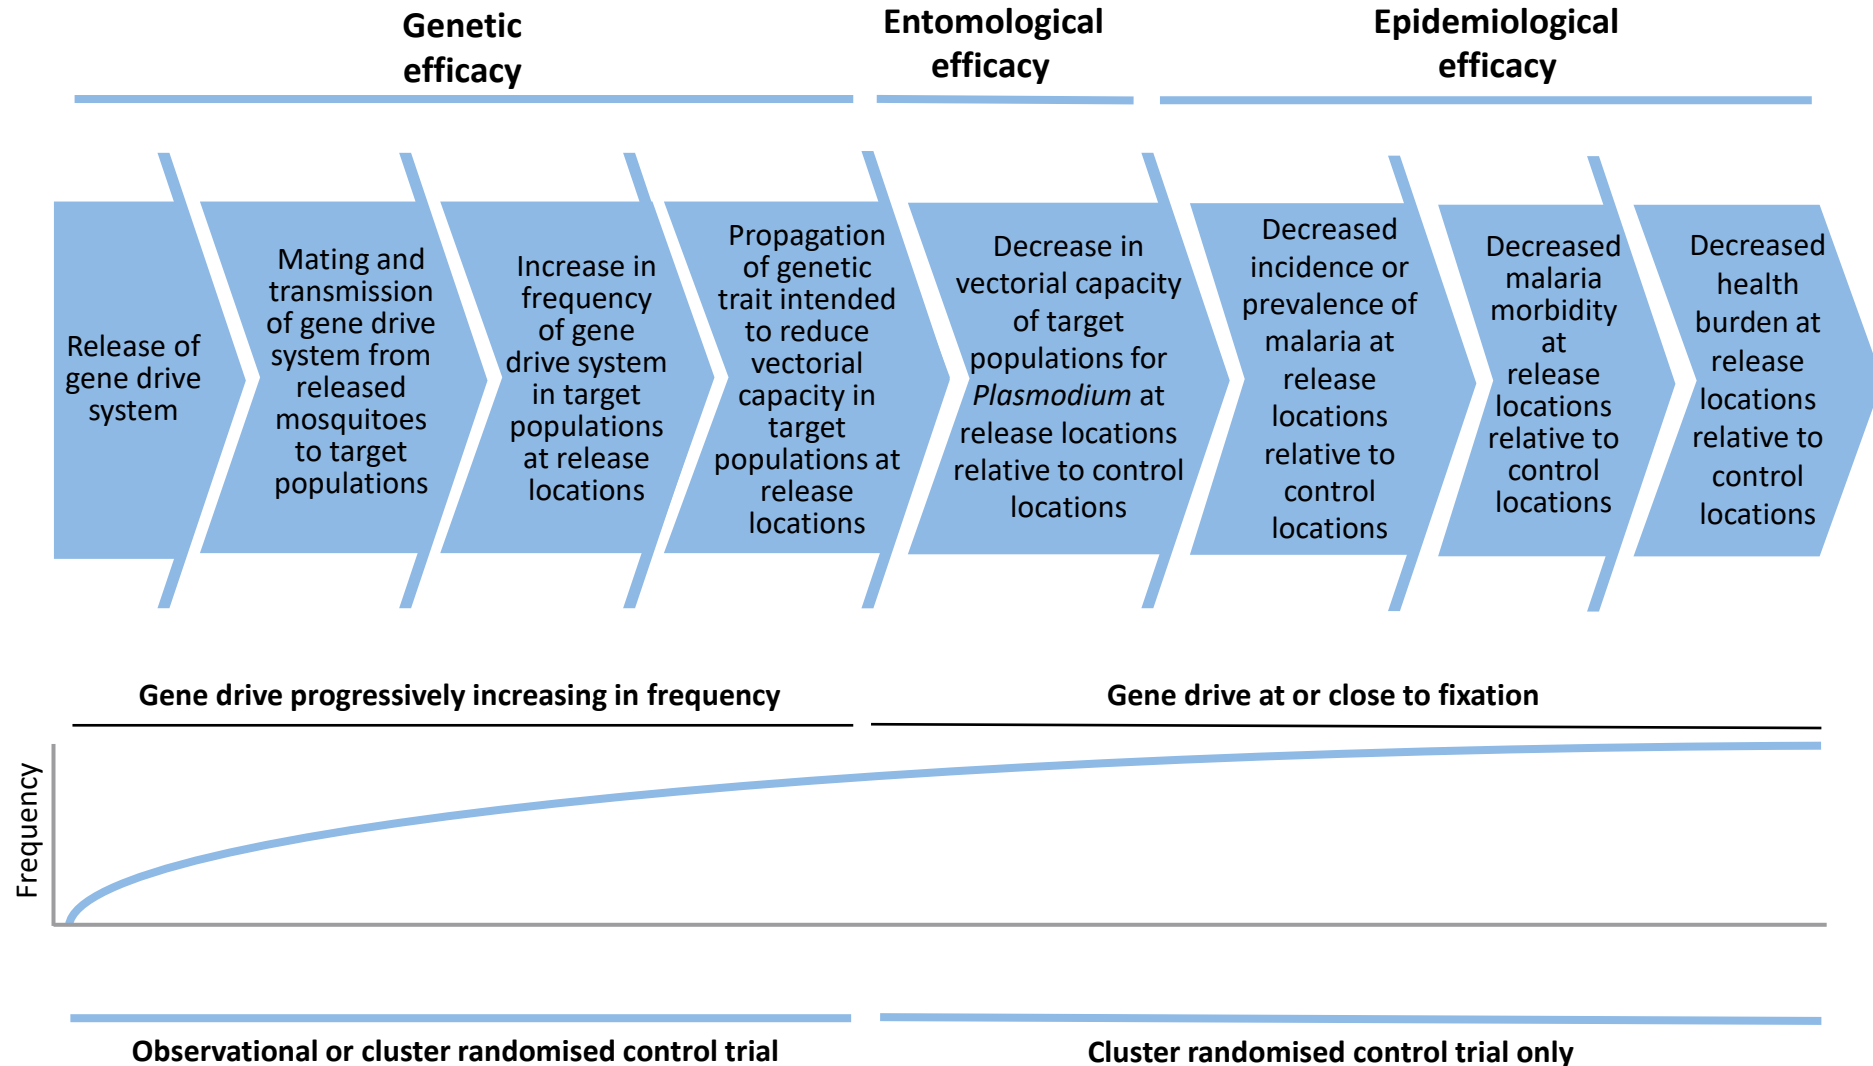 Genetic
efficacy
Entomological
efficacy
Epidemiological
efficacy
Release of
gene drive
system
Mating and
transmission
of gene drive
system from
released
mosquitoes
to target
populations
Increase in
frequency
of gene
drive system
in target
populations
at release
locations
Propagation
of genetic
trait intended
to reduce
vectorial
capacity in
target
populations at
release
locations
Decrease in
vectorial capacity
of target
populations for
Plasmodium at
release locations
relative to control
locations
Decreased
incidence or
prevalence of
malaria at
release
locations
relative to
control
locations
Decreased
malaria
morbidity
at
release
locations
relative to
control
locations
Decreased
health
burden at
release
locations
relative to
control
locations
Gene drive progressively increasing in frequency
Gene drive at or close to fixation
Frequency
Observational or cluster randomised control trial
Cluster randomised control trial only